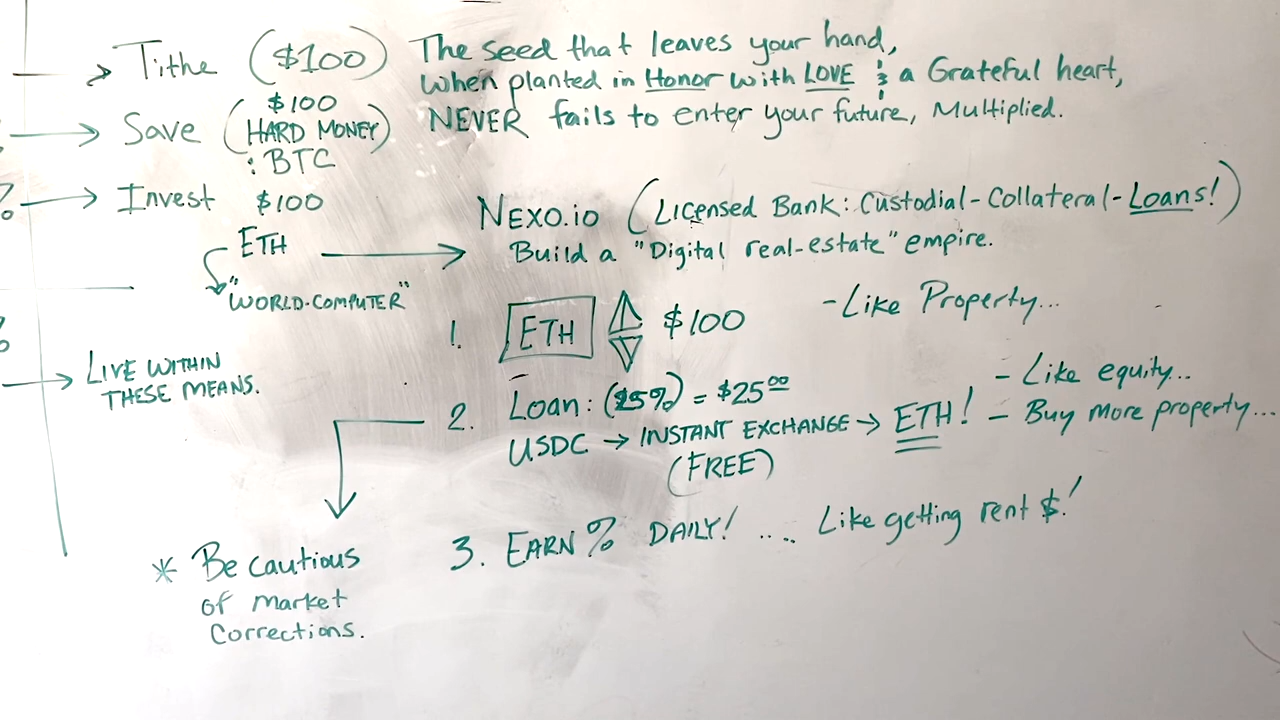 Tithe ($100)
The seed that leaves your hand,
When planted in Honor with LOVE & a Grateful heart,
NEVER fails to enter your future, Multiplied.
Save ($100
HARD MONEY)
: BTC
% Invest $100
ETH
"WORLD-COMPUTER"
NEXO.io (Licensed Bank: Custodial-Collateral-Loans!)
Build a "Digital real-estate" empire.
1. ETH $100 - Like Property...
% LIVE WITHIN
THESE MEANS.
2. Loan: (25%) = $25.00 - Like equity...
USDC → INSTANT EXCHANGE → ETH! - Buy more property...
(FREE)
3. EARN % DAILY! .... Like getting rent $!
* Be cautious
of market
corrections.